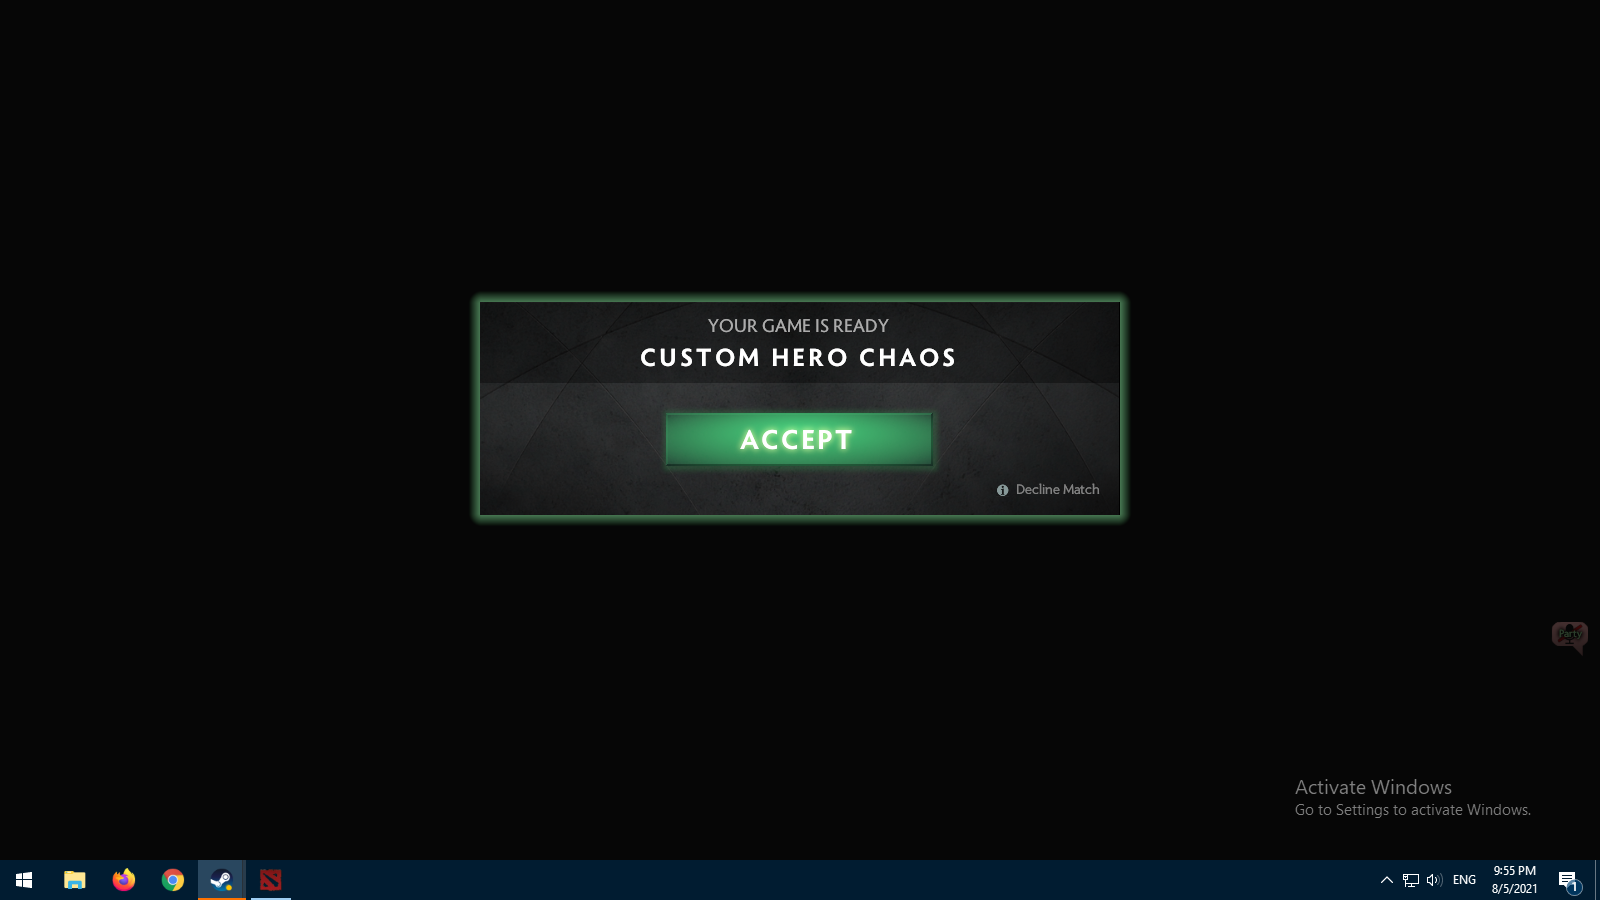 YOUR GAME IS READY
CUSTOM HERO CHAOS
ACCEPT
Decline Match
Party
Activate Windows
Go to Settings to activate Windows.
ENG
9:55 PM
8/5/2021
1